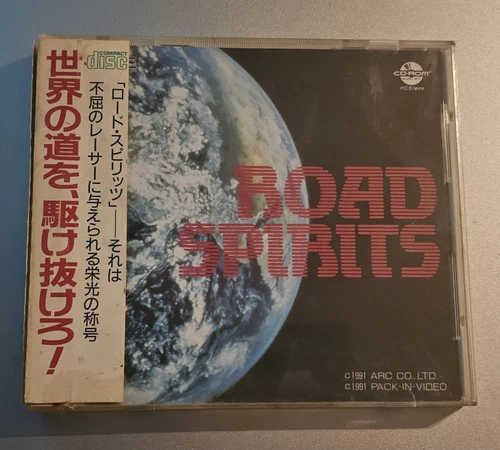 COMPACT
disc
世界の道を、駆け抜けろ!
「ロード・スピリッツ」──それは
不屈のレーサーに与えられる栄光の称号
CD-ROM²
PC Engine
ROAD
SPIRITS
©1991 ARC CO.,LTD.
©1991 PACK-IN-VIDEO